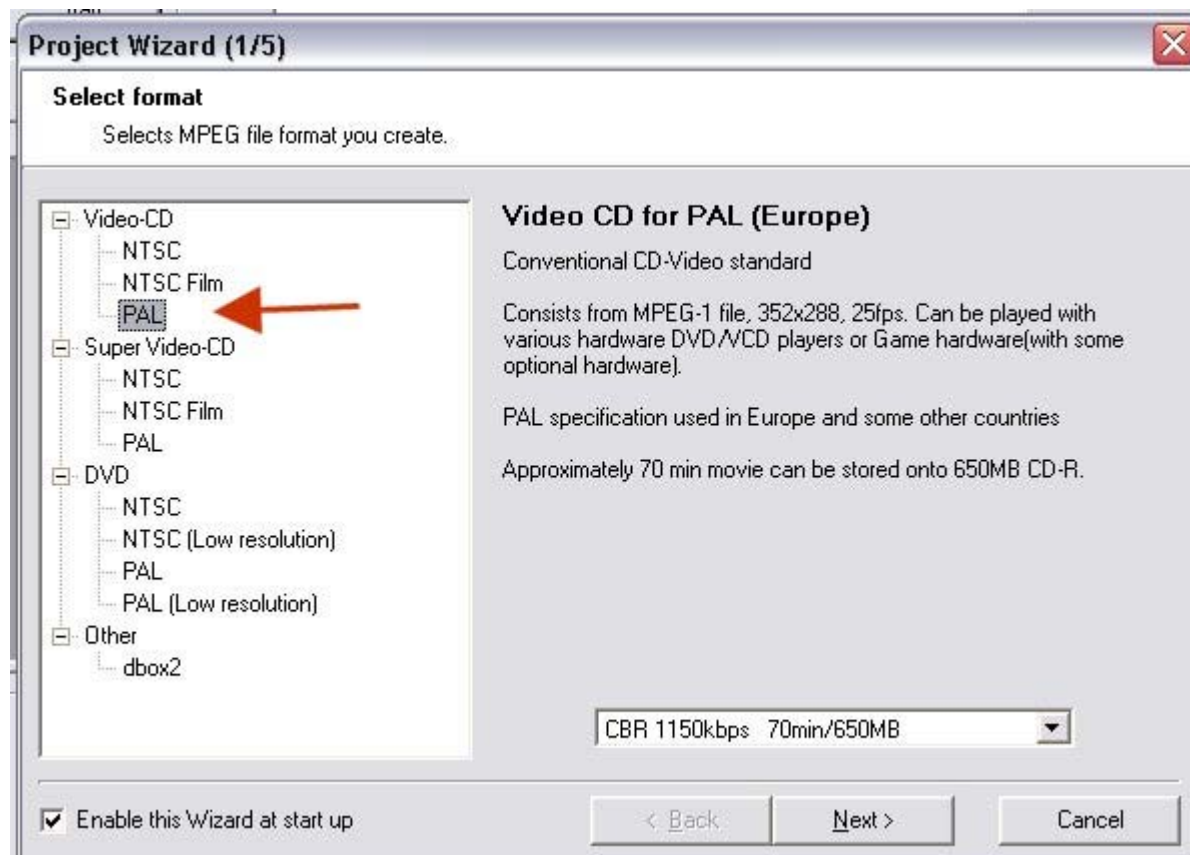 Project Wizard (1/5)
Select format
Selects MPEG file format you create.
Video-CD
NTSC
NTSC Film
PAL
Super Video-CD
NTSC
NTSC Film
PAL
DVD
NTSC
NTSC (Low resolution)
PAL
PAL (Low resolution)
Other
dbox2
Video CD for PAL (Europe)
Conventional CD-Video standard
Consists from MPEG-1 file, 352x288, 25fps. Can be played with
various hardware DVD/VCD players or Game hardware(with some
optional hardware).
PAL specification used in Europe and some other countries
Approximately 70 min movie can be stored onto 650MB CD-R.
CBR 1150kbps 70min/650MB
Enable this Wizard at start up
< Back
Next >
Cancel